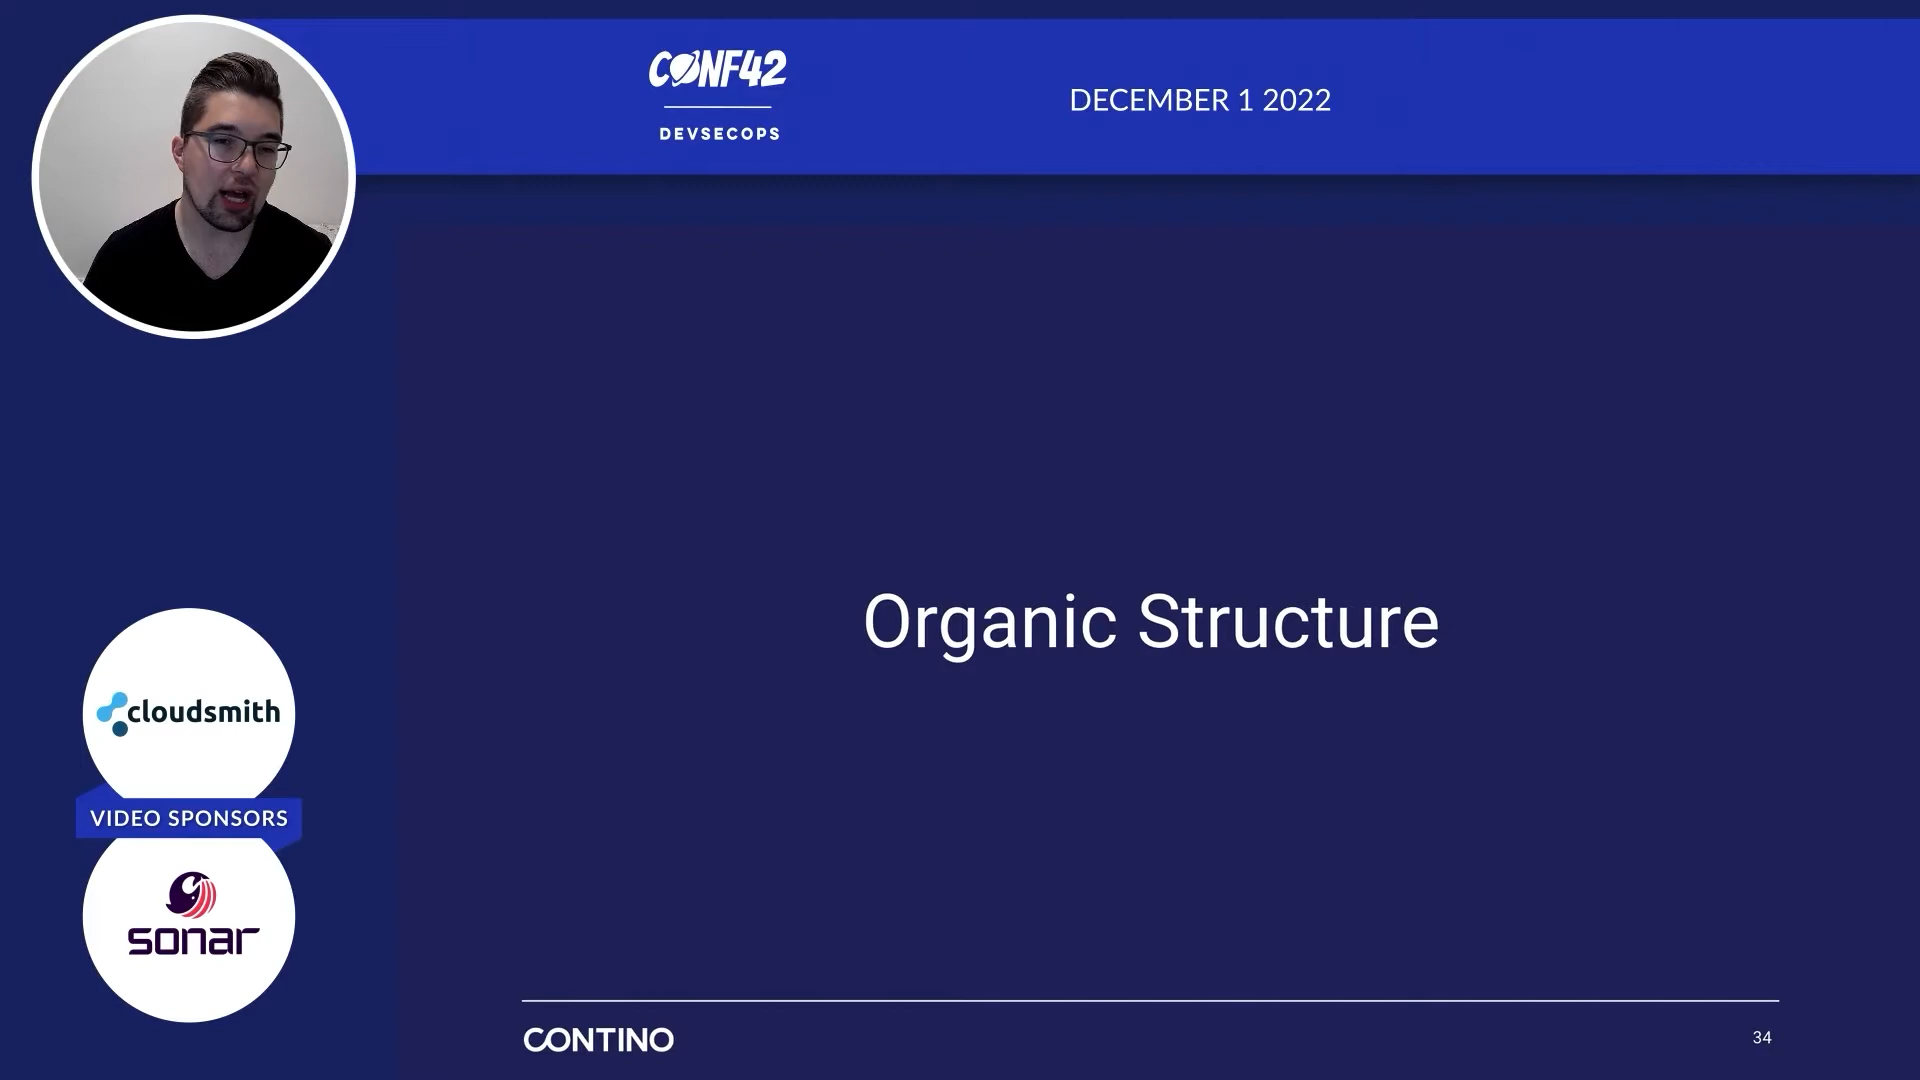 CONF42
DEVSECOPS
DECEMBER 1 2022
Organic Structure
cloudsmith
VIDEO SPONSORS
sonar
CONTINO
34